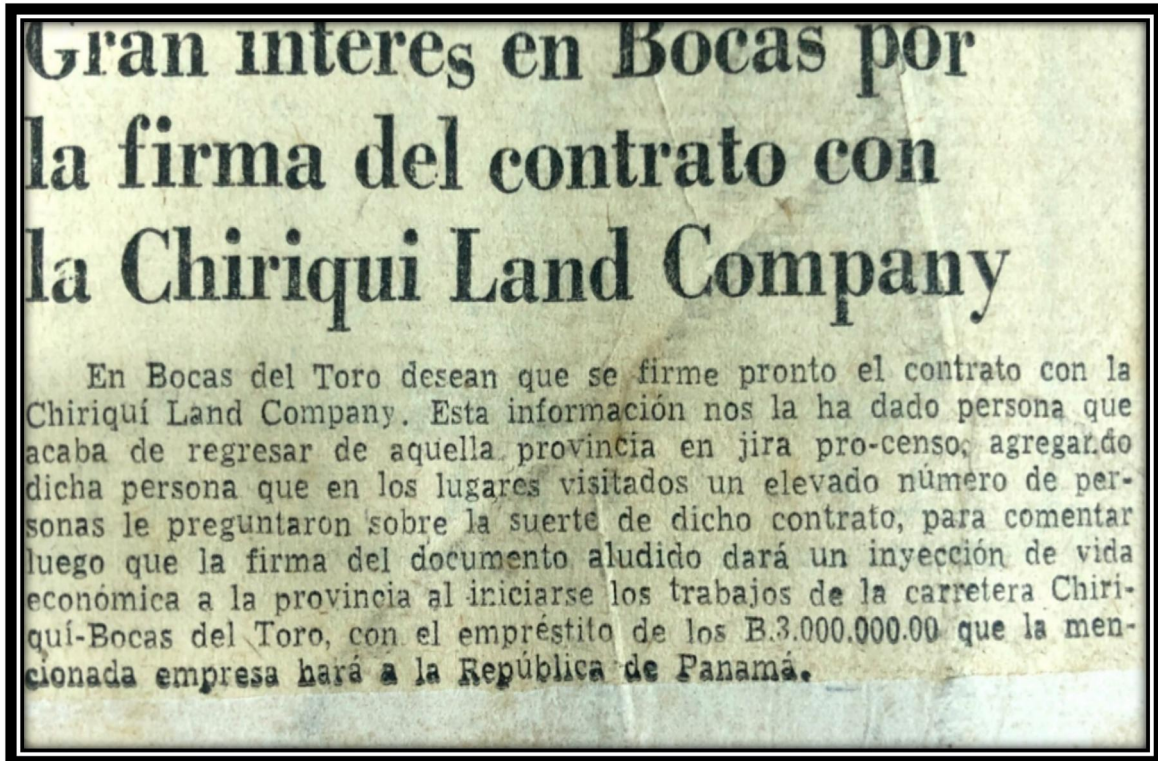 Gran interes en Bocas por
la firma del contrato con
la Chiriqui Land Company
En Bocas del Toro desean que se firme pronto el contrato con la
Chiriquí Land Company. Esta información nos la ha dado persona que
acaba de regresar de aquella provincia en jira pro-censo, agregando
dicha persona que en los lugares visitados un elevado número de per-
sonas le preguntaron sobre la suerte de dicho contrato, para comentar
luego que la firma del documento aludido dará un inyección de vida
económica a la provincia al iniciarse los trabajos de la carretera Chiri-
quí-Bocas del Toro, con el empréstito de los B.3.000.000.00 que la men-
cionada empresa hará a la República de Panamá.